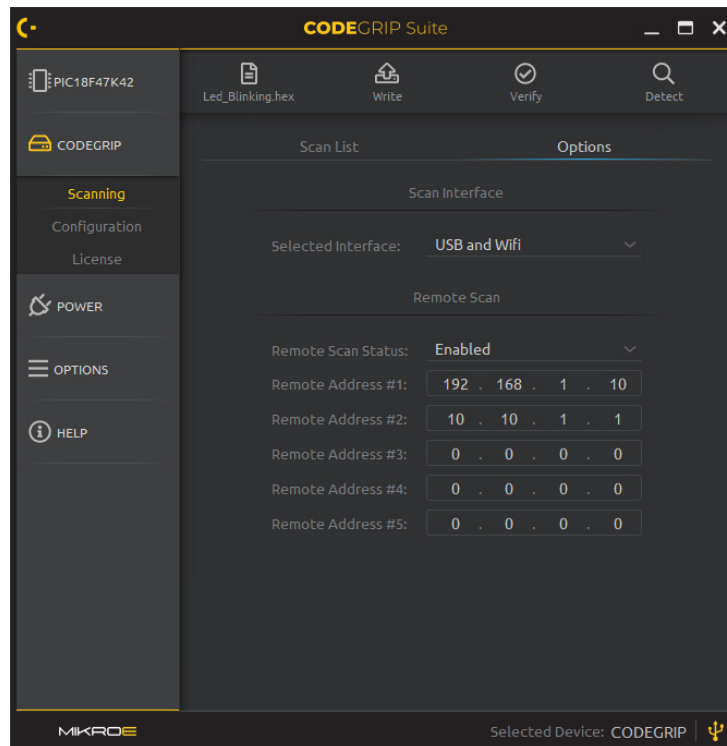 CODEGRIP Suite
PIC18F47K42
Led_Blinking.hex
Write
Verify
Detect
CODEGRIP
Scanning
Configuration
License
POWER
OPTIONS
HELP
Scan List
Options
Scan Interface
Selected Interface: USB and Wifi
Remote Scan
Remote Scan Status: Enabled
Remote Address #1: 192 . 168 . 1 . 10
Remote Address #2: 10 . 10 . 1 . 1
Remote Address #3: 0 . 0 . 0 . 0
Remote Address #4: 0 . 0 . 0 . 0
Remote Address #5: 0 . 0 . 0 . 0
MIKROE
Selected Device: CODEGRIP